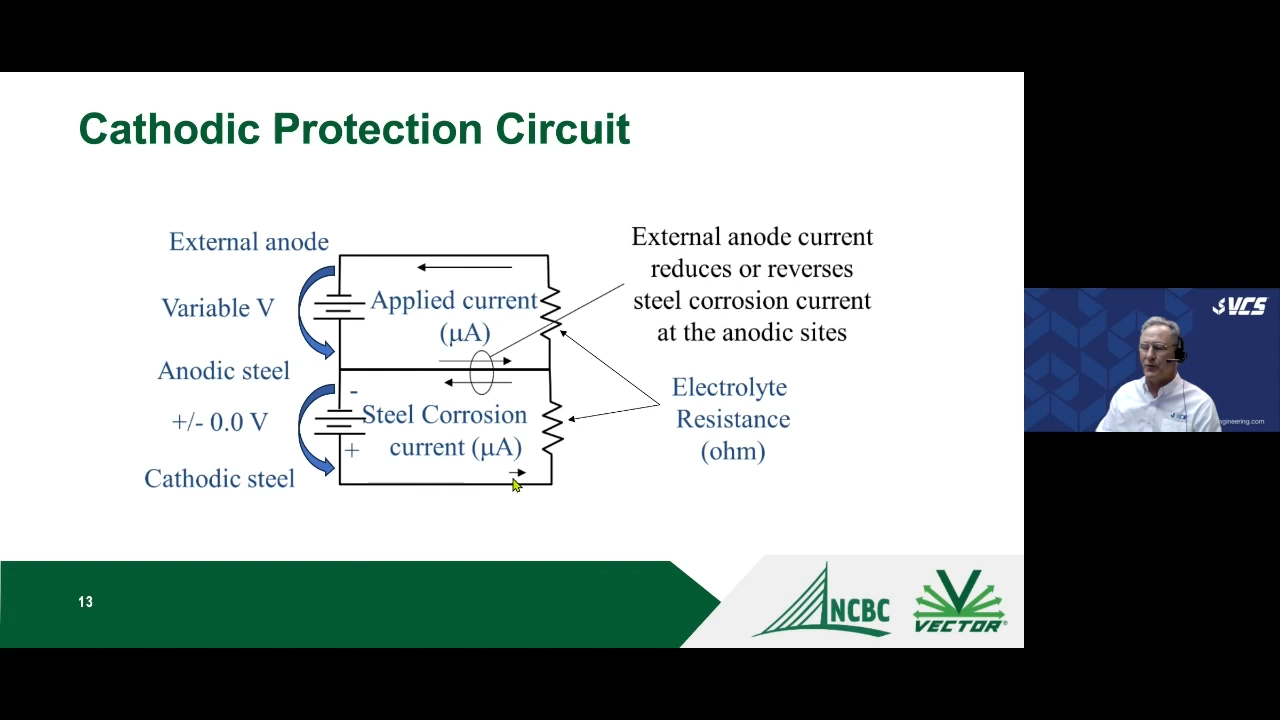 Cathodic Protection Circuit
External anode
Variable V
Anodic steel
+/- 0.0 V
Cathodic steel
Applied current
(μA)
-
Steel Corrosion
current (μA)
+
External anode current
reduces or reverses
steel corrosion current
at the anodic sites
Electrolyte
Resistance
(ohm)
13
NCBC
VECTOR®
VCS
gineering.com